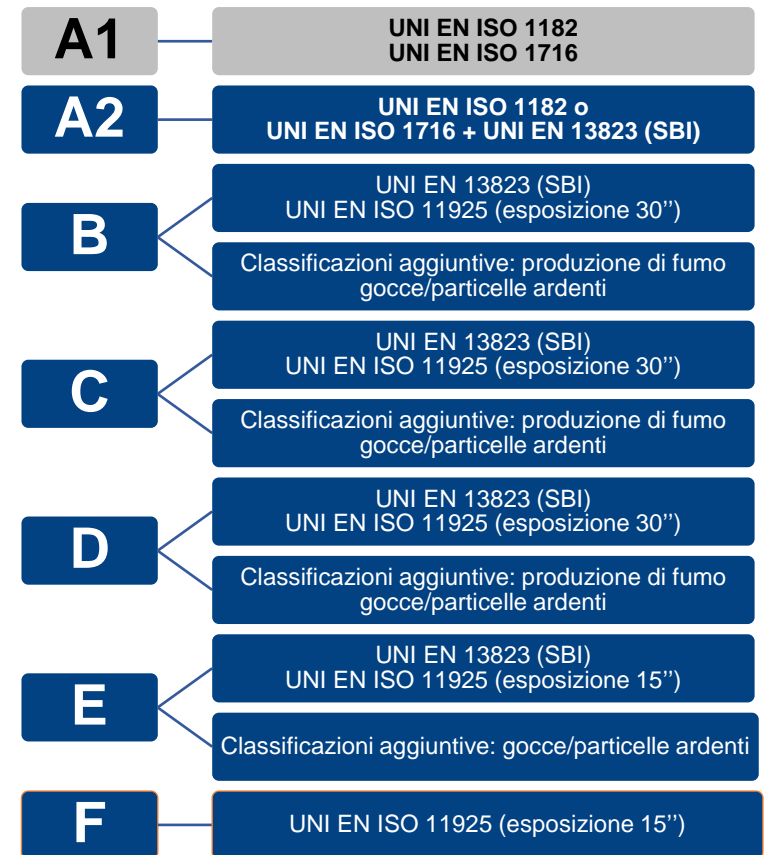 A1
UNI EN ISO 1182
UNI EN ISO 1716
A2
UNI EN ISO 1182 o
UNI EN ISO 1716 + UNI EN 13823 (SBI)
B
UNI EN 13823 (SBI)
UNI EN ISO 11925 (esposizione 30’’)
Classificazioni aggiuntive: produzione di fumo
gocce/particelle ardenti
C
UNI EN 13823 (SBI)
UNI EN ISO 11925 (esposizione 30’’)
Classificazioni aggiuntive: produzione di fumo
gocce/particelle ardenti
D
UNI EN 13823 (SBI)
UNI EN ISO 11925 (esposizione 30’’)
Classificazioni aggiuntive: produzione di fumo
gocce/particelle ardenti
E
UNI EN 13823 (SBI)
UNI EN ISO 11925 (esposizione 15’’)
Classificazioni aggiuntive: gocce/particelle ardenti
F
UNI EN ISO 11925 (esposizione 15’’)